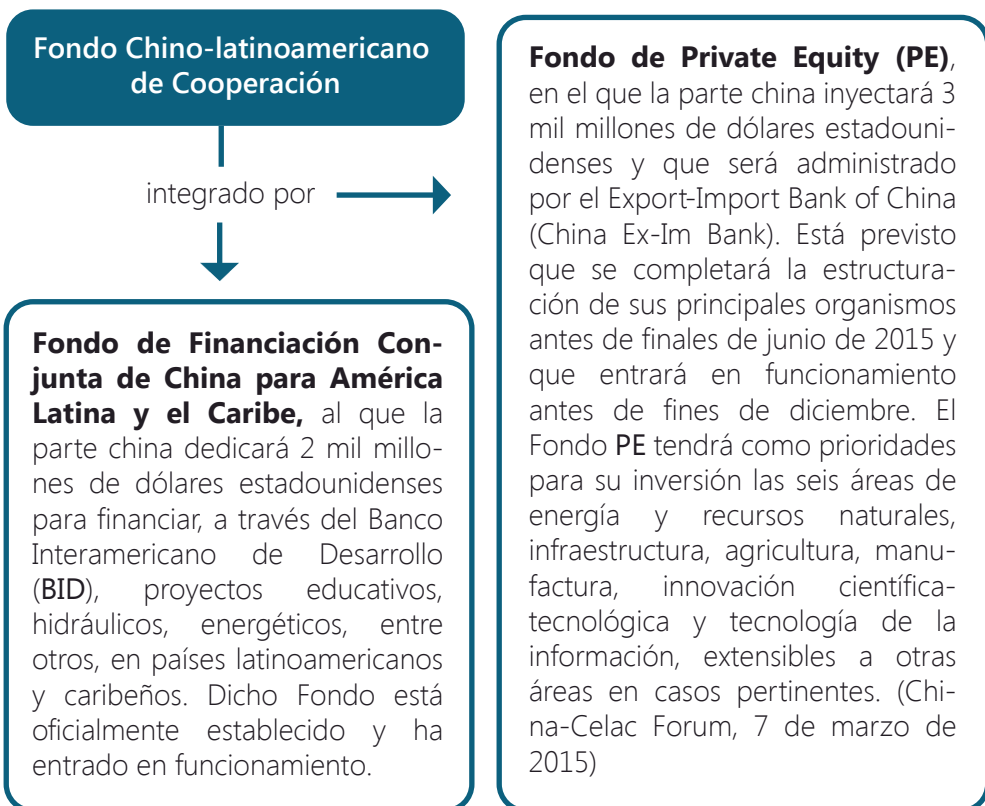 Fondo Chino-latinoamericano
de Cooperación
integrado por
Fondo de Financiación Con-
junta de China para América
Latina y el Caribe, al que la
parte china dedicará 2 mil millo-
nes de dólares estadounidenses
para financiar, a través del Banco
Interamericano de Desarrollo
(BID), proyectos educativos,
hidráulicos, energéticos, entre
otros, en países latinoamericanos
y caribeños. Dicho Fondo está
oficialmente establecido y ha
entrado en funcionamiento.
Fondo de Private Equity (PE),
en el que la parte china inyectará 3
mil millones de dólares estadouni-
denses y que será administrado
por el Export-Import Bank of China
(China Ex-Im Bank). Está previsto
que se completará la estructura-
ción de sus principales organismos
antes de finales de junio de 2015 y
que entrará en funcionamiento
antes de fines de diciembre. El
Fondo PE tendrá como prioridades
para su inversión las seis áreas de
energía y recursos naturales,
infraestructura, agricultura, manu-
factura, innovación científica-
tecnológica y tecnología de la
información, extensibles a otras
áreas en casos pertinentes. (Chi-
na-Celac Forum, 7 de marzo de
2015)